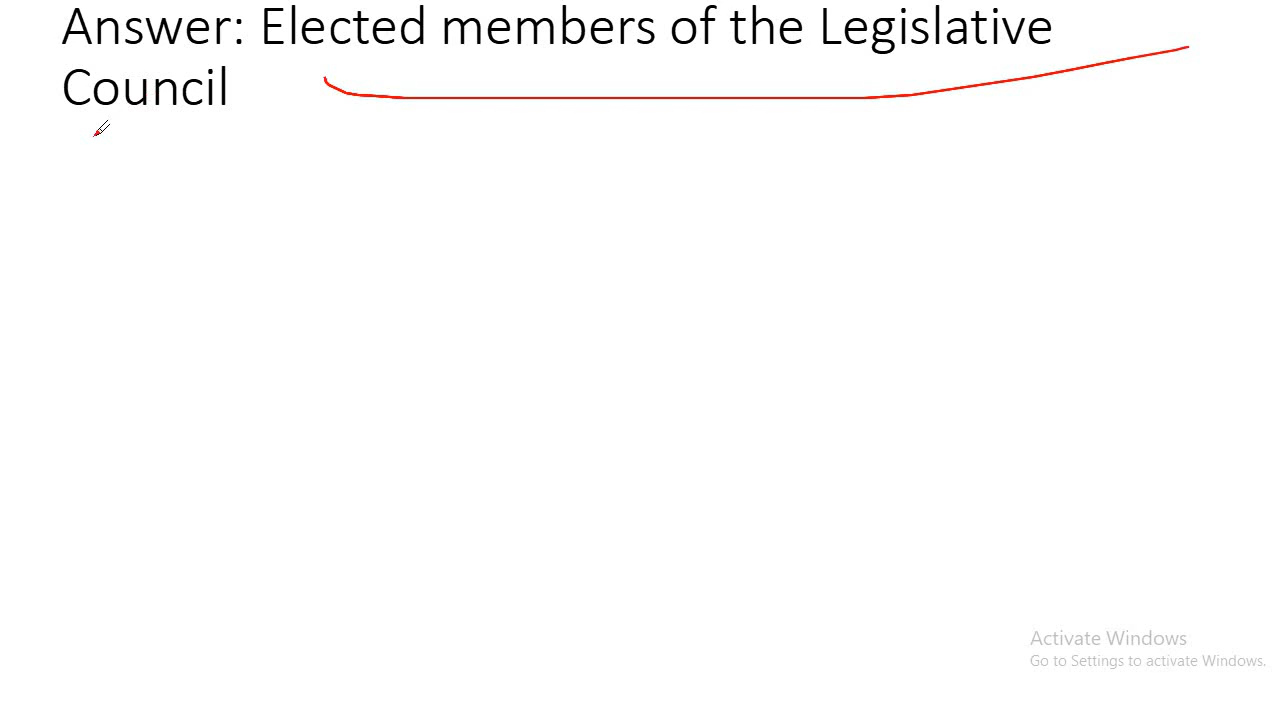 Answer: Elected members of the Legislative
Council
Activate Windows
Go to Settings to activate Windows.